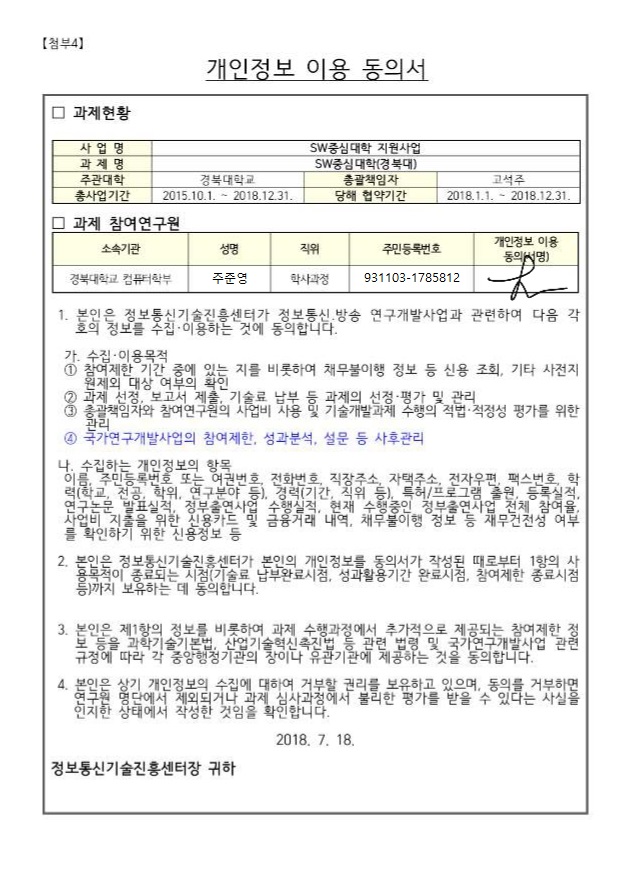 【첨부4】
개인정보 이용 동의서
□ 과제현황
사 업 명 SW중심대학 지원사업
과 제 명 SW중심대학(경북대)
주관대학 경북대학교 총괄책임자 고석주
총사업기간 2015.10.1. ~ 2018.12.31. 당해 협약기간 2018.1.1. ~ 2018.12.31.
□ 과제 참여연구원
소속기관 성명 직위 주민등록번호 개인정보 이용 동의(서명)
경북대학교 컴퓨터학부 주준영 학사과정 931103-1785812
1. 본인은 정보통신기술진흥센터가 정보통신.방송 연구개발사업과 관련하여 다음 각
호의 정보를 수집·이용하는 것에 동의합니다.
가. 수집·이용목적
① 참여제한 기간 중에 있는 지를 비롯하여 채무불이행 정보 등 신용 조회, 기타 사전지
원제외 대상 여부의 확인
② 과제 선정, 보고서 제출, 기술료 납부 등 과제의 선정·평가 및 관리
③ 총괄책임자와 참여연구원의 사업비 사용 및 기술개발과제 수행의 적법·적정성 평가를 위한
관리
④ 국가연구개발사업의 참여제한, 성과분석, 설문 등 사후관리
나. 수집하는 개인정보의 항목
이름, 주민등록번호 또는 여권번호, 전화번호, 직장주소, 자택주소, 전자우편, 팩스번호, 학
력(학교, 전공, 학위, 연구분야 등), 경력(기간, 직위 등), 특허/프로그램 출원, 등록실적,
연구논문 발표실적, 정부출연사업 수행실적, 현재 수행중인 정부출연사업 전체 참여율,
사업비 지출을 위한 신용카드 및 금융거래 내역, 채무불이행 정보 등 재무건전성 여부
를 확인하기 위한 신용정보 등
2. 본인은 정보통신기술진흥센터가 본인의 개인정보를 동의서가 작성된 때로부터 1항의 사
용목적이 종료되는 시점(기술료 납부완료시점, 성과활용기간 완료시점, 참여제한 종료시점
등)까지 보유하는 데 동의합니다.
3. 본인은 제1항의 정보를 비롯하여 과제 수행과정에서 추가적으로 제공되는 참여제한 정
보 등을 과학기술기본법, 산업기술혁신촉진법 등 관련 법령 및 국가연구개발사업 관련
규정에 따라 각 중앙행정기관의 장이나 유관기관에 제공하는 것을 동의합니다.
4. 본인은 상기 개인정보의 수집에 대하여 거부할 권리를 보유하고 있으며, 동의를 거부하면
연구원 명단에서 제외되거나 과제 심사과정에서 불리한 평가를 받을 수 있다는 사실을
인지한 상태에서 작성한 것임을 확인합니다.
2018. 7. 18.
정보통신기술진흥센터장 귀하